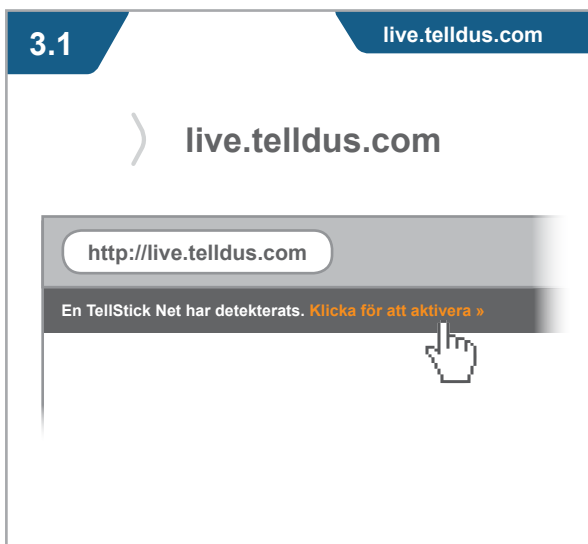 3.1
live.telldus.com
live.telldus.com
http://live.telldus.com
En TellStick Net har detekterats. Klicka för att aktivera »